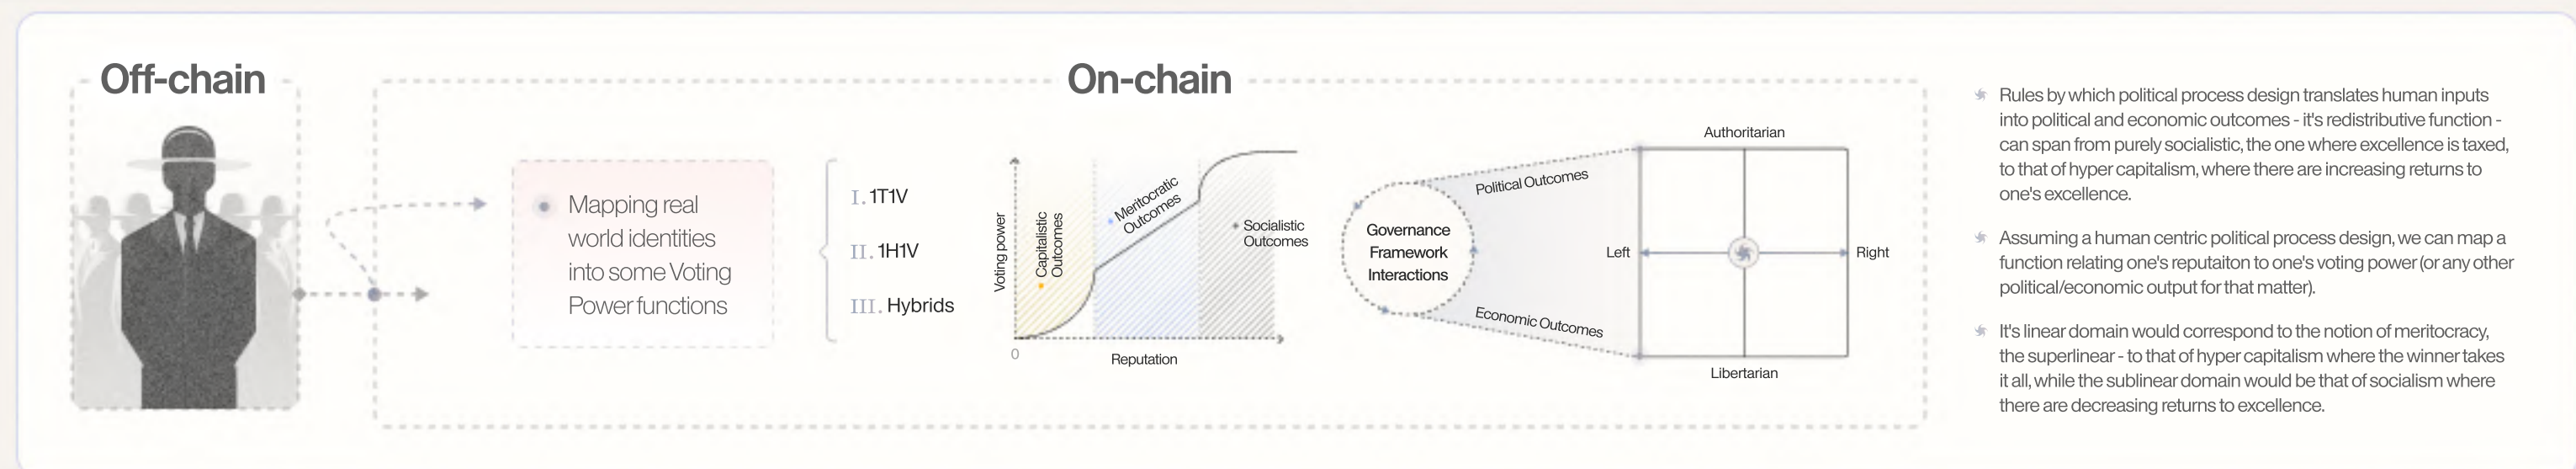 Off-chain
On-chain
Mapping real
world identities
into some Voting
Power functions
I. 1T1V
II. 1H1V
III. Hybrids
Voting power
Capitalistic
Outcomes
Meritocratic
Outcomes
Socialistic
Outcomes
0
Reputation
Governance
Framework
Interactions
Political Outcomes
Economic Outcomes
Authoritarian
Left
Right
Libertarian
Rules by which political process design translates human inputs
into political and economic outcomes - it's redistributive function -
can span from purely socialistic, the one where excellence is taxed,
to that of hyper capitalism, where there are increasing returns to
one's excellence.
Assuming a human centric political process design, we can map a
function relating one's reputaiton to one's voting power (or any other
political/economic output for that matter).
It's linear domain would correspond to the notion of meritocracy,
the superlinear - to that of hyper capitalism where the winner takes
it all, while the sublinear domain would be that of socialism where
there are decreasing returns to excellence.